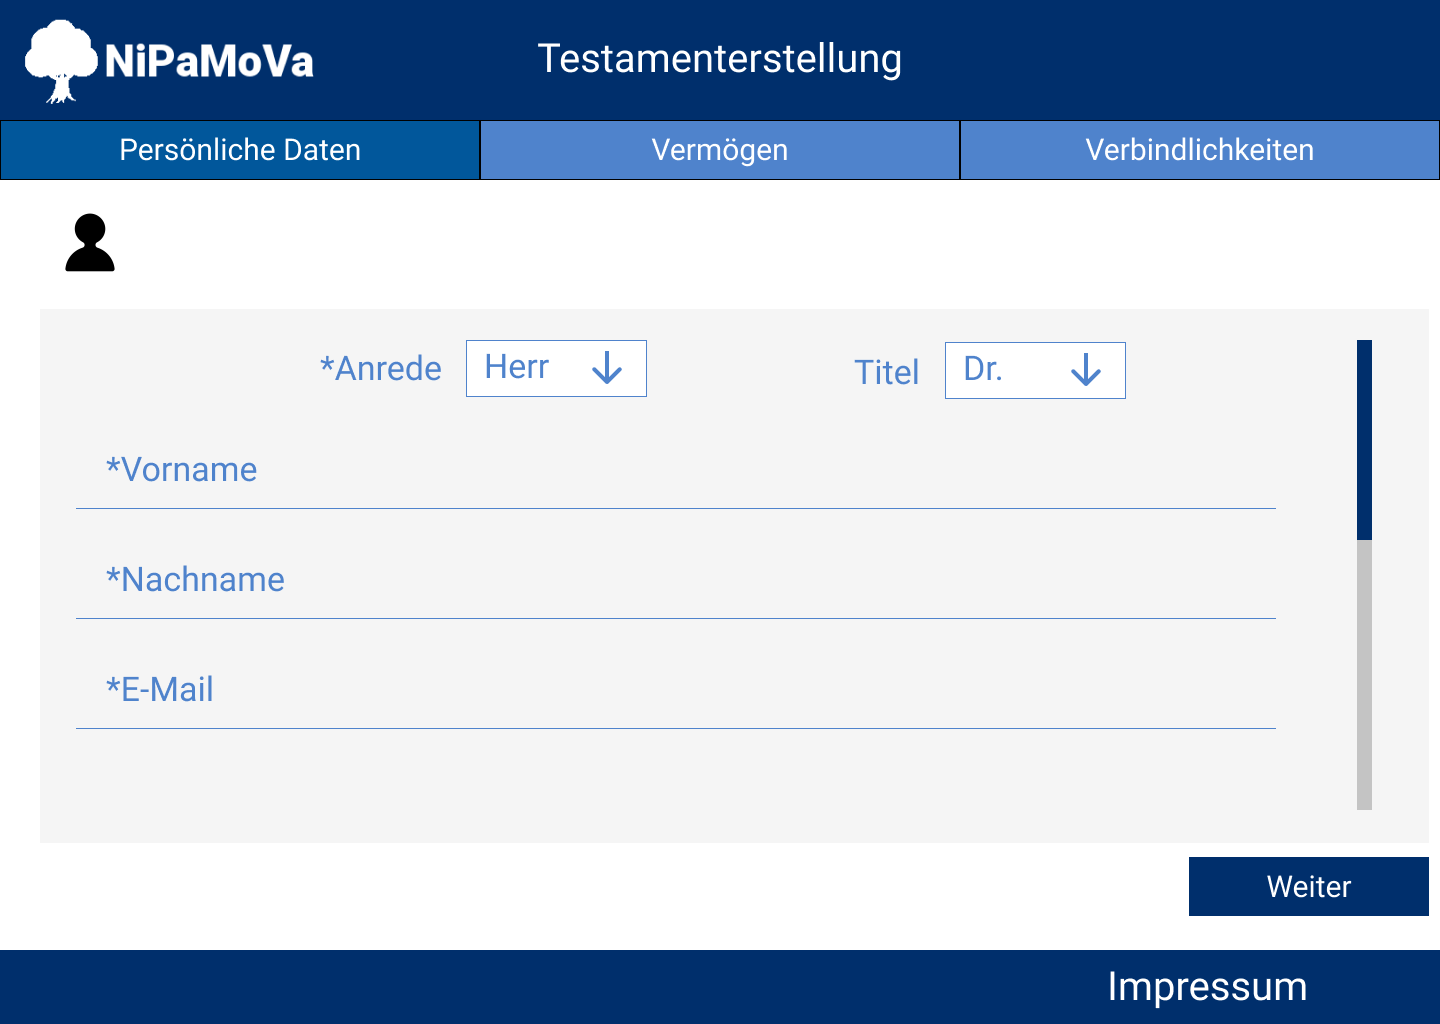 NiPaMoVa
Testamenterstellung
Persönliche Daten
Vermögen
Verbindlichkeiten
*Anrede
Herr
Titel
Dr.
*Vorname
*Nachname
*E-Mail
Weiter
Impressum